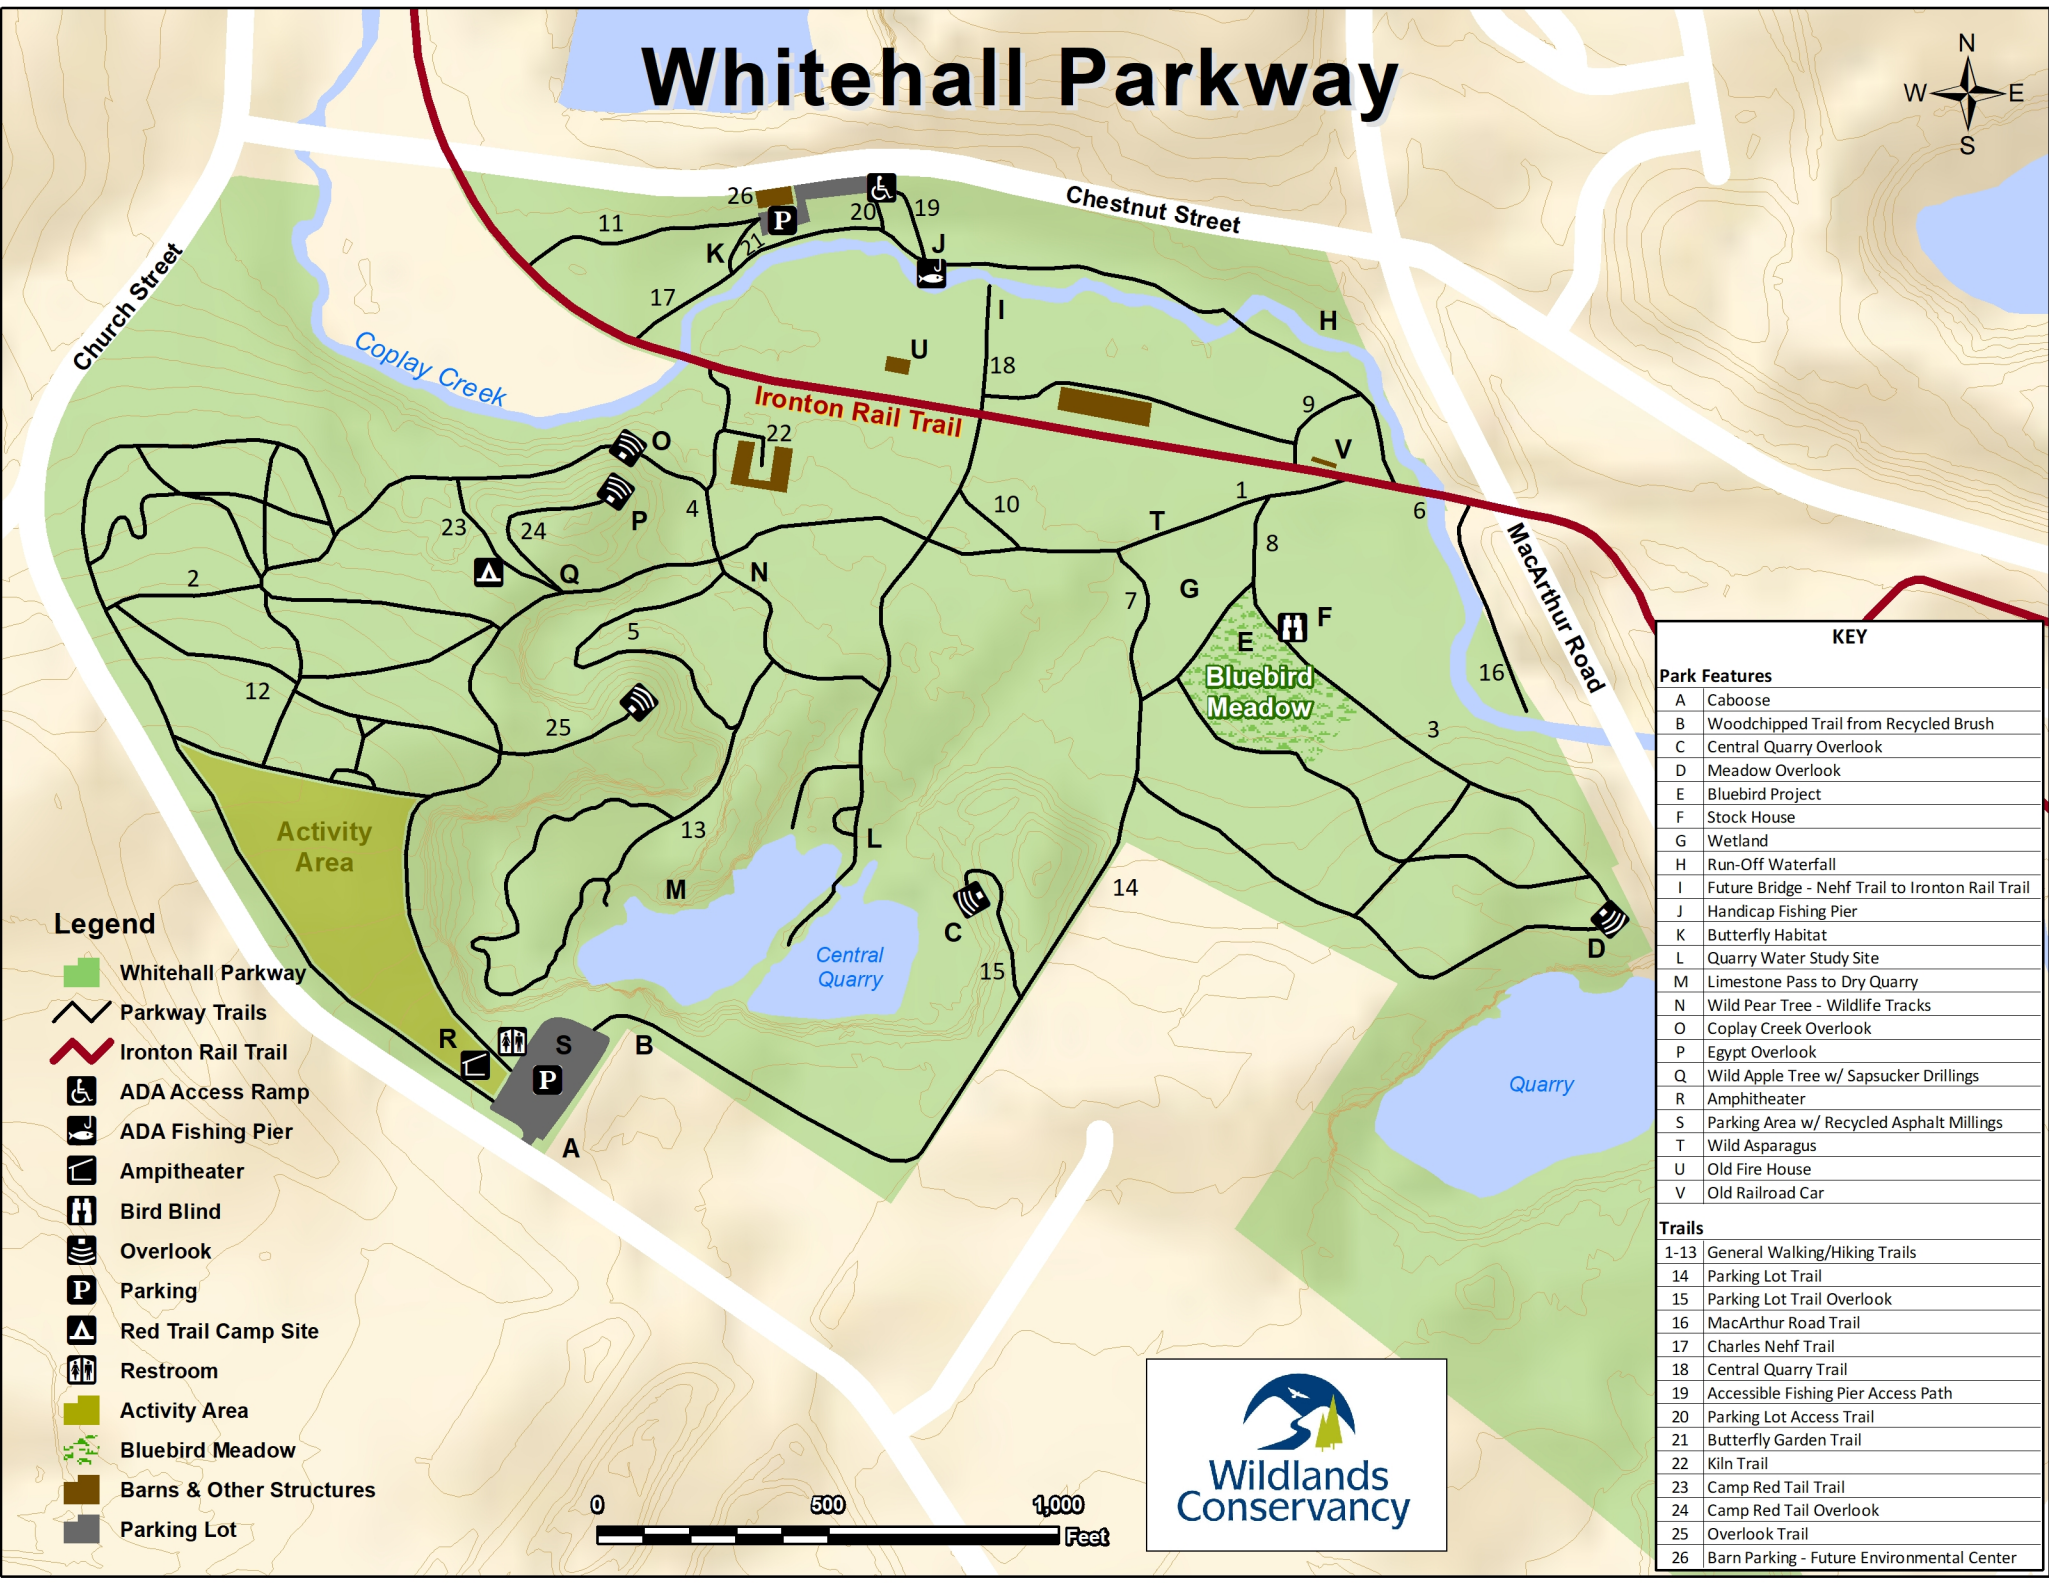 Whitehall Parkway
N
W E
S
Chestnut Street
Church Street
Coplay Creek
Ironton Rail Trail
MacArthur Road
26
11
20
19
K
21
J
17
I
H
U
18
9
22
V
O
4
10
1
6
P
23
24
T
8
Q
N
2
7
G
F
5
E
Bluebird
Meadow
16
12
25
3
13
L
M
Activity
Area
14
C
D
15
Central
Quarry
R
S
B
P
A
Quarry
Legend
Whitehall Parkway
Parkway Trails
Ironton Rail Trail
ADA Access Ramp
ADA Fishing Pier
Ampitheater
Bird Blind
Overlook
P Parking
Red Trail Camp Site
Restroom
Activity Area
Bluebird Meadow
Barns & Other Structures
Parking Lot
0 500 1,000
Feet
Wildlands
Conservancy
KEY
Park Features
A Caboose
B Woodchipped Trail from Recycled Brush
C Central Quarry Overlook
D Meadow Overlook
E Bluebird Project
F Stock House
G Wetland
H Run-Off Waterfall
I Future Bridge - Nehf Trail to Ironton Rail Trail
J Handicap Fishing Pier
K Butterfly Habitat
L Quarry Water Study Site
M Limestone Pass to Dry Quarry
N Wild Pear Tree - Wildlife Tracks
O Coplay Creek Overlook
P Egypt Overlook
Q Wild Apple Tree w/ Sapsucker Drillings
R Amphitheater
S Parking Area w/ Recycled Asphalt Millings
T Wild Asparagus
U Old Fire House
V Old Railroad Car
Trails
1-13 General Walking/Hiking Trails
14 Parking Lot Trail
15 Parking Lot Trail Overlook
16 MacArthur Road Trail
17 Charles Nehf Trail
18 Central Quarry Trail
19 Accessible Fishing Pier Access Path
20 Parking Lot Access Trail
21 Butterfly Garden Trail
22 Kiln Trail
23 Camp Red Tail Trail
24 Camp Red Tail Overlook
25 Overlook Trail
26 Barn Parking - Future Environmental Center